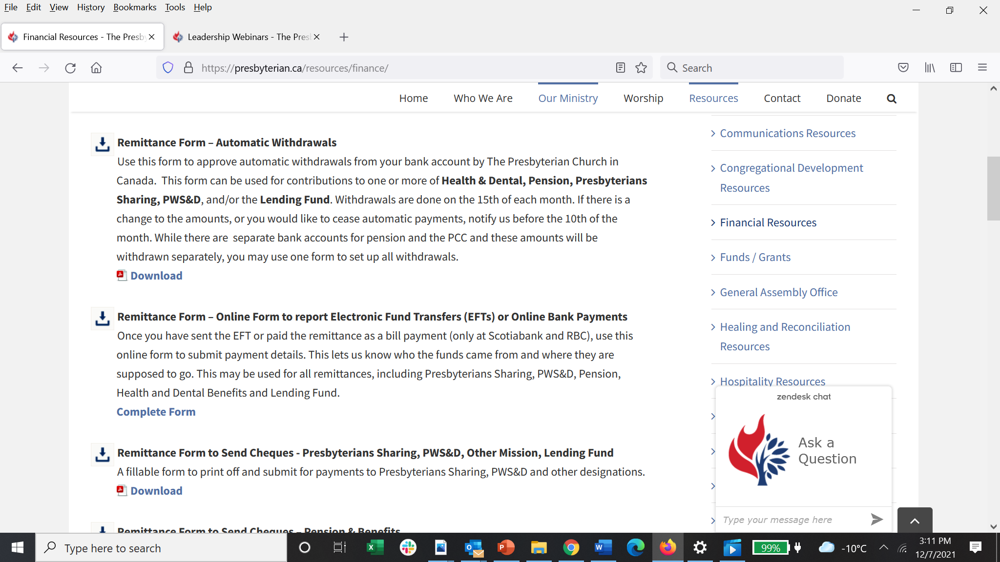 File Edit View History Bookmarks Tools Help
Financial Resources - The Presby
Leadership Webinars - The Pres
https://presbyterian.ca/resources/finance/
Search
Home Who We Are Our Ministry Worship Resources Contact Donate
Remittance Form – Automatic Withdrawals
Use this form to approve automatic withdrawals from your bank account by The Presbyterian Church in
Canada. This form can be used for contributions to one or more of Health & Dental, Pension, Presbyterians
Sharing, PWS&D, and/or the Lending Fund. Withdrawals are done on the 15th of each month. If there is a
change to the amounts, or you would like to cease automatic payments, notify us before the 10th of the
month. While there are separate bank accounts for pension and the PCC and these amounts will be
withdrawn separately, you may use one form to set up all withdrawals.
Download
Remittance Form – Online Form to report Electronic Fund Transfers (EFTs) or Online Bank Payments
Once you have sent the EFT or paid the remittance as a bill payment (only at Scotiabank and RBC), use this
online form to submit payment details. This lets us know who the funds came from and where they are
supposed to go. This may be used for all remittances, including Presbyterians Sharing, PWS&D, Pension,
Health and Dental Benefits and Lending Fund.
Complete Form
Remittance Form to Send Cheques - Presbyterians Sharing, PWS&D, Other Mission, Lending Fund
A fillable form to print off and submit for payments to Presbyterians Sharing, PWS&D and other designations.
Download
Remittance Form to Send Cheques – Pension & Benefits
Communications Resources
Congregational Development
Resources
Financial Resources
Funds / Grants
General Assembly Office
Healing and Reconciliation
Resources
Hospitality Resources
zendesk chat
Ask a
Question
Type your message here
Type here to search
99%
-10°C
3:11 PM
12/7/2021